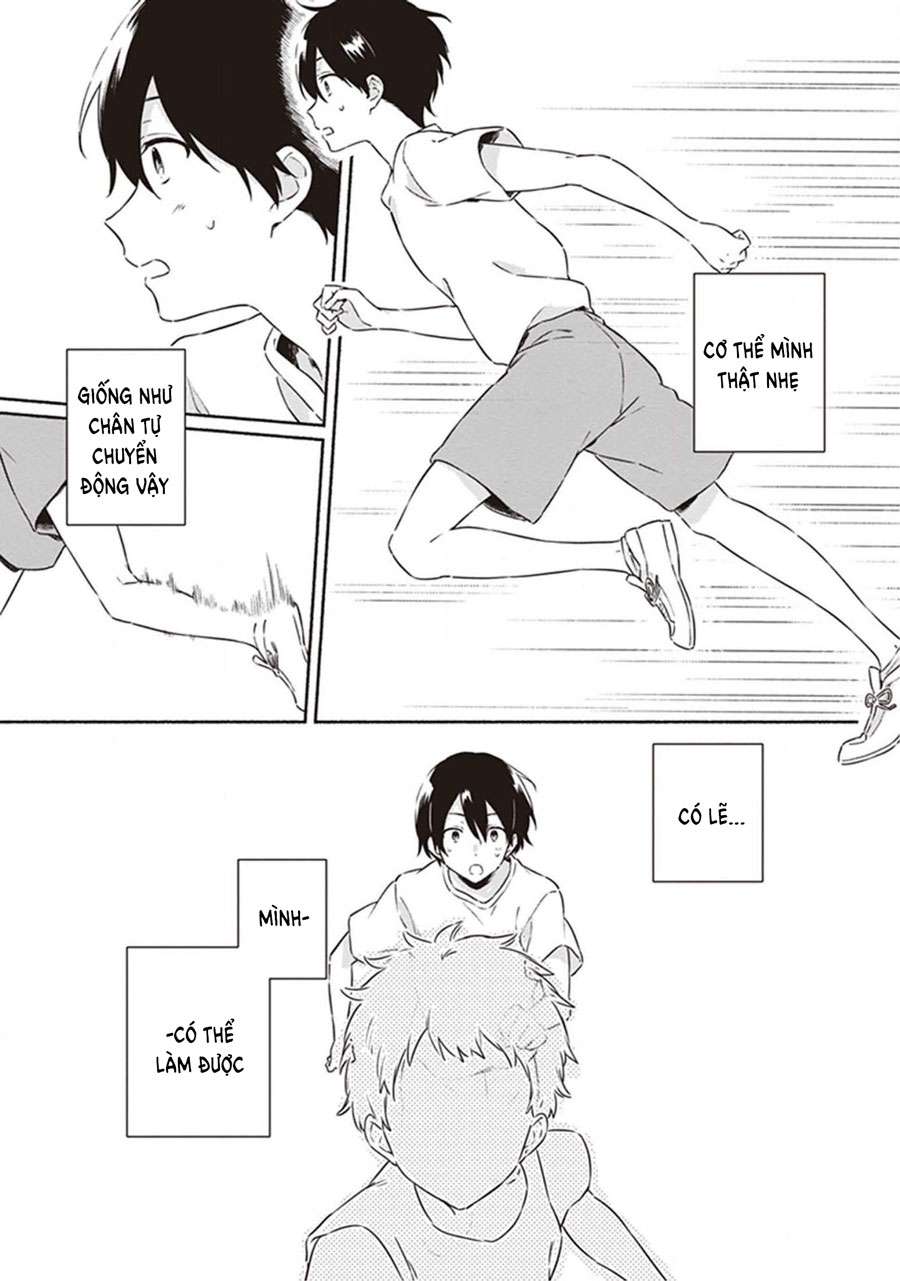 CƠ THỂ MÌNH
THẬT NHẸ
GIỐNG NHƯ
CHÂN TỰ
CHUYỂN
ĐỘNG VẬY
CÓ LẼ...
MÌNH-
-CÓ THỂ
LÀM ĐƯỢC